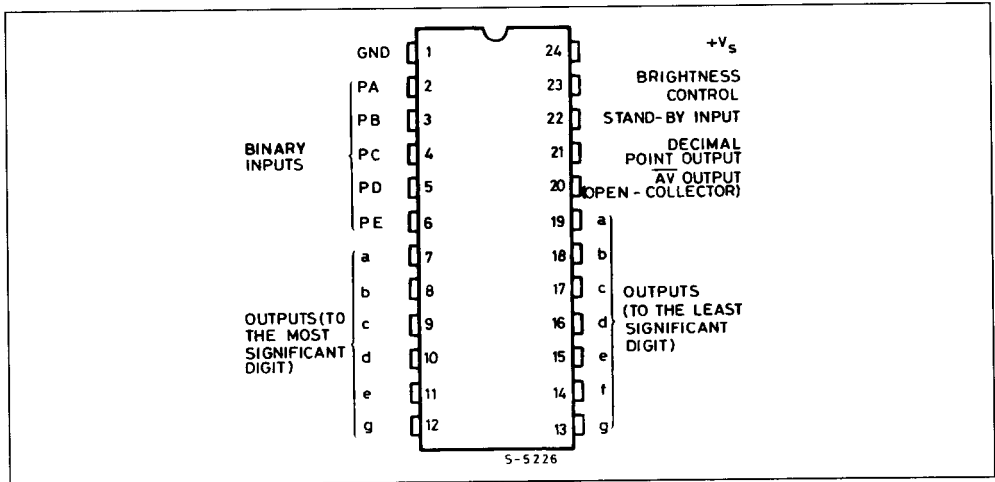 GND 1 24 +Vs
PA 2 23 BRIGHTNESS
CONTROL
PB 3 22 STAND-BY INPUT
BINARY
INPUTS
PC 4 21 DECIMAL
POINT OUTPUT
PD 5 20 AV OUTPUT
(OPEN-COLLECTOR)
PE 6 19 a
a 7 18 b
b 8 17 c
OUTPUTS(TO
THE MOST
SIGNIFICANT
DIGIT)
c 9 16 d
OUTPUTS
(TO THE LEAST
SIGNIFICANT
DIGIT)
d 10 15 e
e 11 14 f
g 12 13 g
S-5226